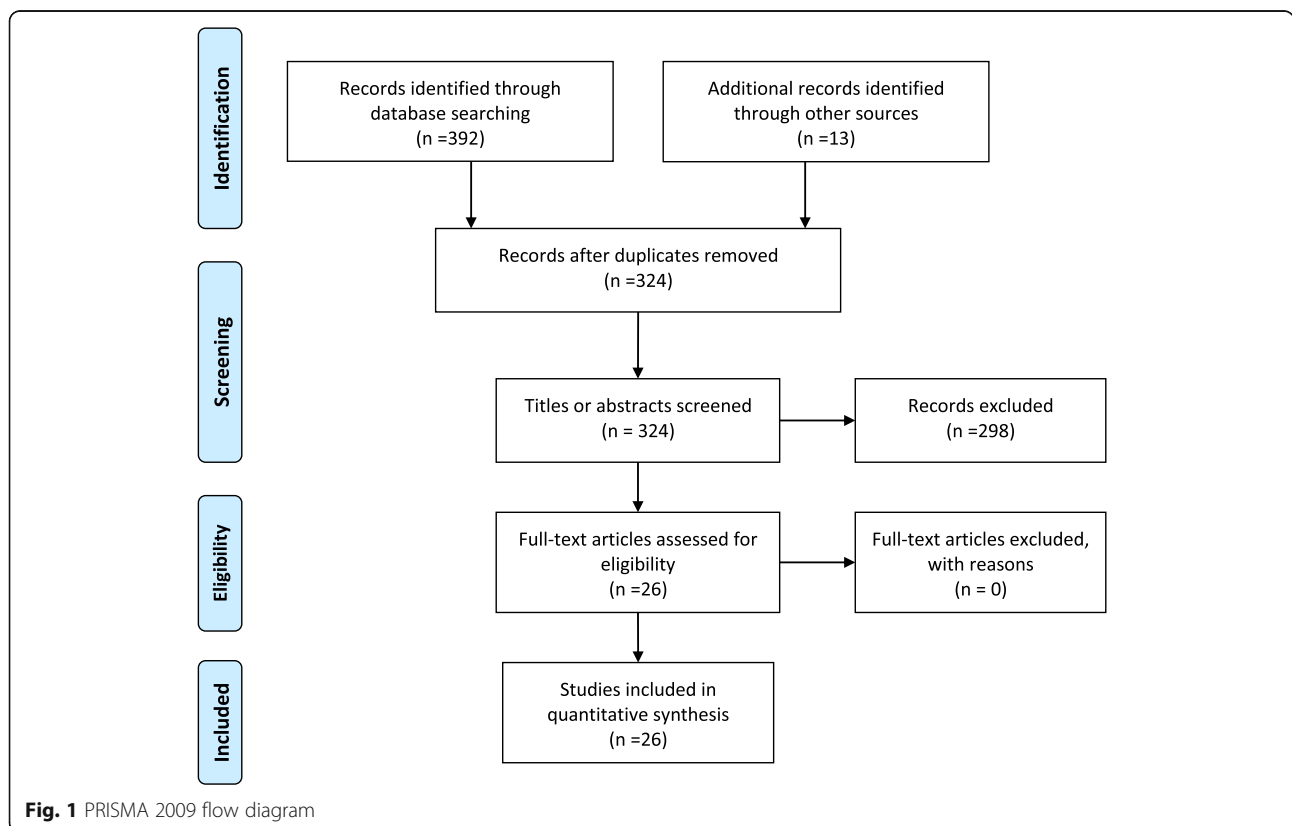 Identification
Records identified through
database searching
(n =392)
Additional records identified
through other sources
(n =13)
Records after duplicates removed
(n =324)
Screening
Titles or abstracts screened
(n = 324)
Records excluded
(n =298)
Eligibility
Full-text articles assessed for
eligibility
(n =26)
Full-text articles excluded,
with reasons
(n = 0)
Included
Studies included in
quantitative synthesis
(n =26)
Fig. 1 PRISMA 2009 flow diagram